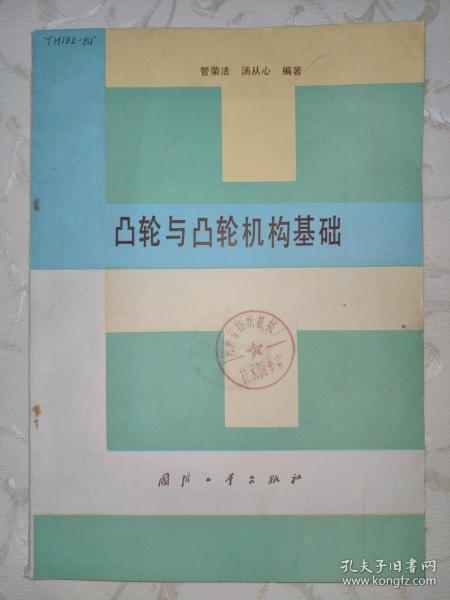 TH132-85
管荣法 汤从心 编著
凸轮与凸轮机构基础
国防工业出版社
孔夫子旧书网
www.kongfz.com